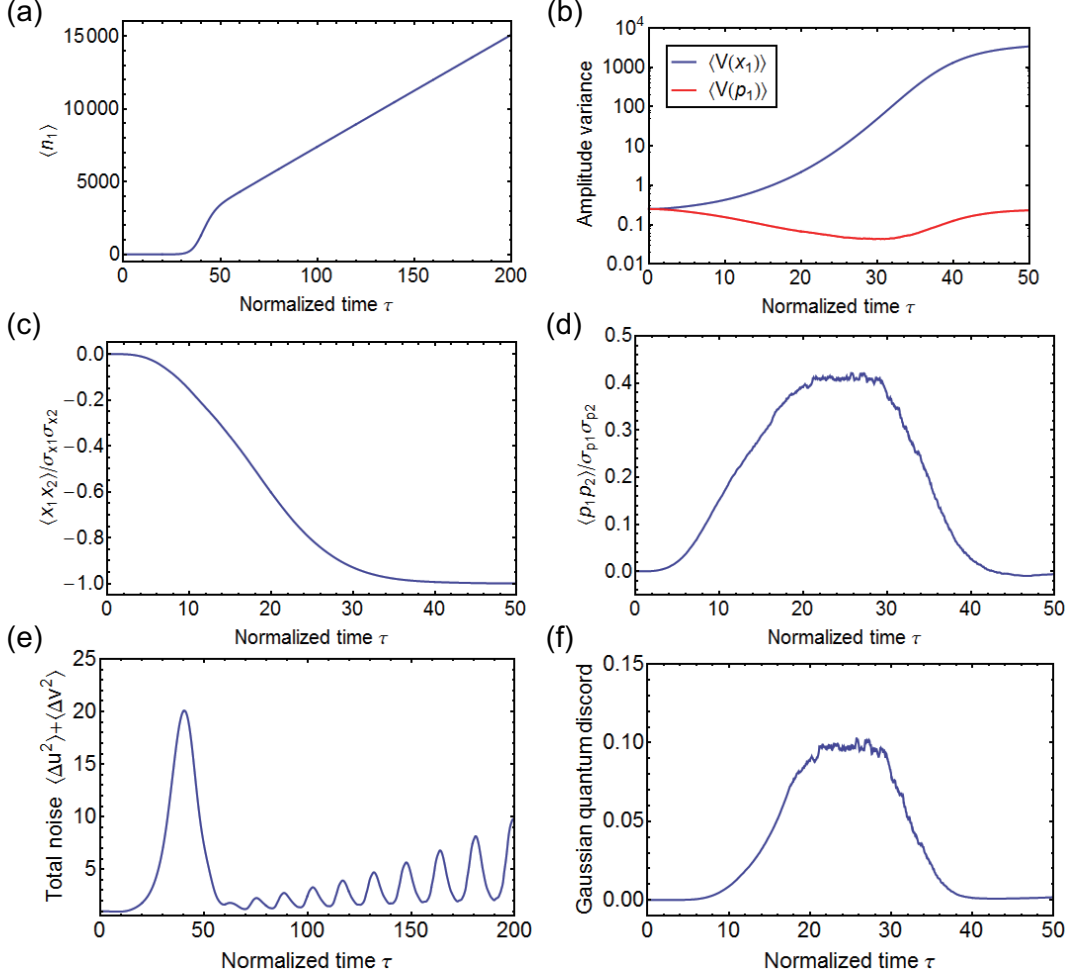 (a)
15000
10000
5000
0
⟨n₁⟩
0 50 100 150 200
Normalized time τ
(b)
10⁴
1000
100
10
1
0.1
0.01
Amplitude variance
⟨V(x₁)⟩
⟨V(p₁)⟩
0 10 20 30 40 50
Normalized time τ
(c)
0.0
−0.2
−0.4
−0.6
−0.8
−1.0
⟨x₁x₂⟩/σₓ₁σₓ₂
0 10 20 30 40 50
Normalized time τ
(d)
0.5
0.4
0.3
0.2
0.1
0.0
⟨p₁p₂⟩/σₚ₁σₚ₂
0 10 20 30 40 50
Normalized time τ
(e)
25
20
15
10
5
Total noise ⟨Δu²⟩+⟨Δv²⟩
0 50 100 150 200
Normalized time τ
(f)
0.15
0.10
0.05
0.00
Gaussian quantum discord
0 10 20 30 40 50
Normalized time τ